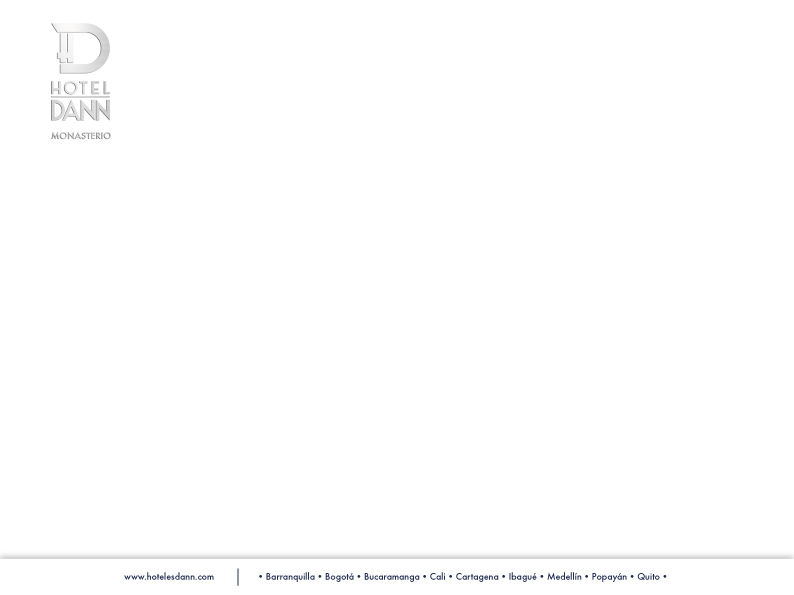 HOTEL
DANN
MONASTERIO
www.hotelesdann.com
• Barranquilla • Bogotá • Bucaramanga • Cali • Cartagena • Ibagué • Medellín • Popayán • Quito •